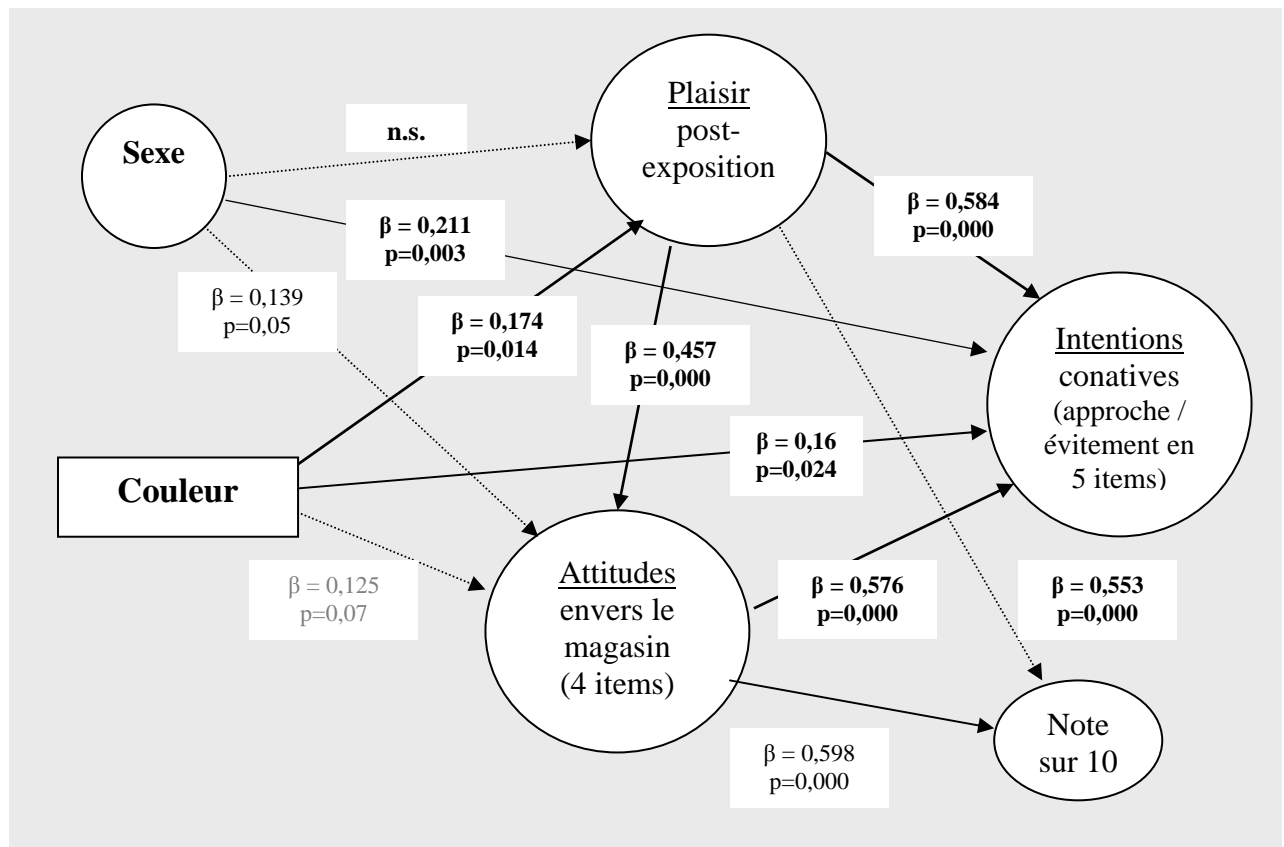 Sexe
n.s.
Plaisir
post-
exposition
β = 0,584
p=0,000
β = 0,211
p=0,003
β = 0,139
p=0,05
β = 0,174
p=0,014
β = 0,457
p=0,000
Intentions
conatives
(approche /
évitement en
5 items)
β = 0,16
p=0,024
Couleur
β = 0,125
p=0,07
Attitudes
envers le
magasin
(4 items)
β = 0,576
p=0,000
β = 0,553
p=0,000
β = 0,598
p=0,000
Note
sur 10